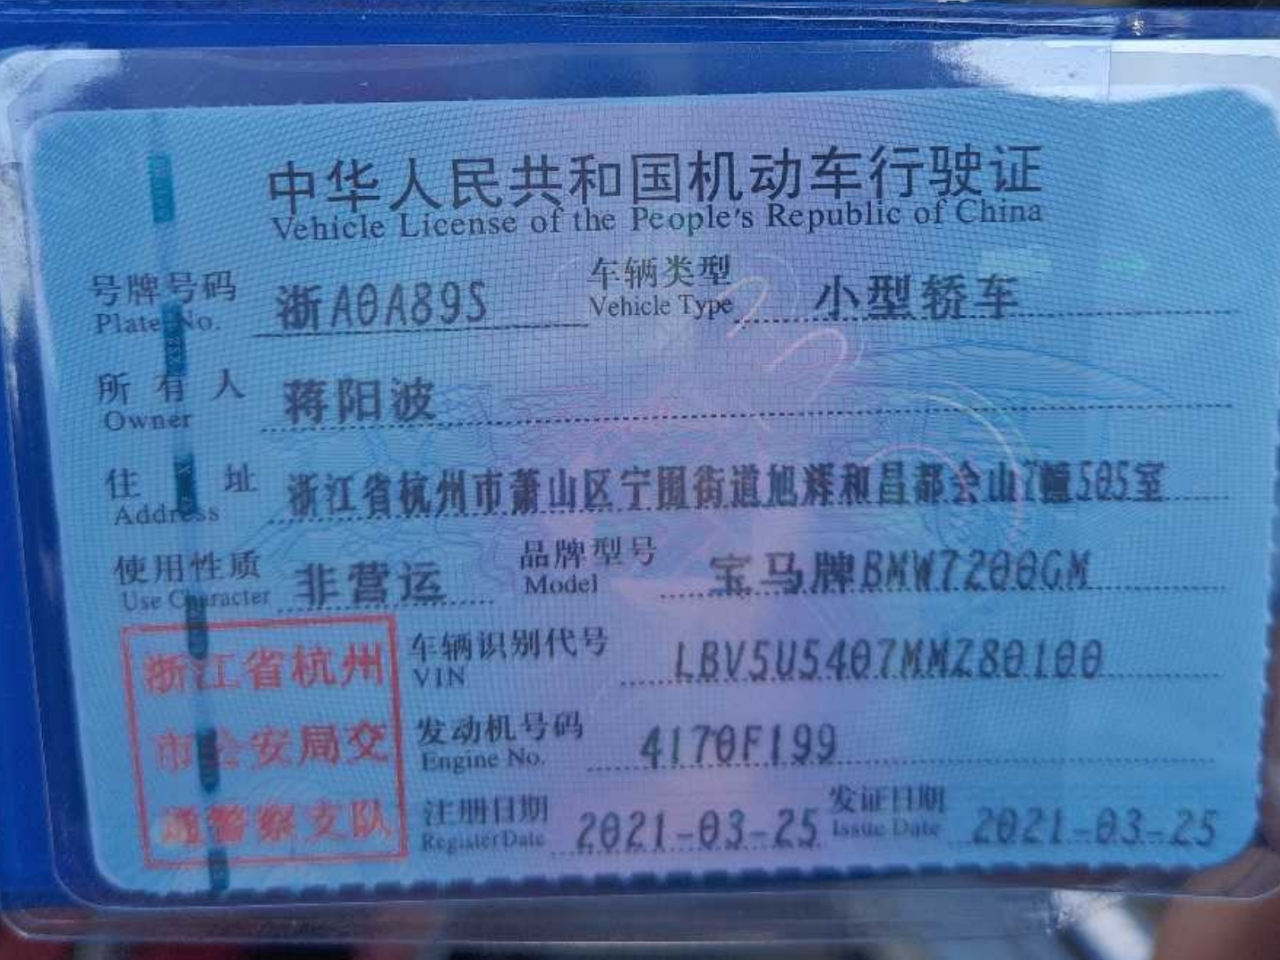 中华人民共和国机动车行驶证
Vehicle License of the People's Republic of China
号牌号码 浙A0A89S 车辆类型 小型轿车
Plate No. Vehicle Type
所有人 蒋阳波
Owner
住址 浙江省杭州市萧山区宁围街道旭辉和昌都会山7幢505室
Address
使用性质 非营运 品牌型号 宝马牌BMW7200GM
Use Character Model
车辆识别代号 LBV5U5407MMZ80100
VIN
发动机号码 4170F199
Engine No.
注册日期 2021-03-25 发证日期 2021-03-25
Register Date Issue Date
浙江省杭州
市公安局交
通警察支队